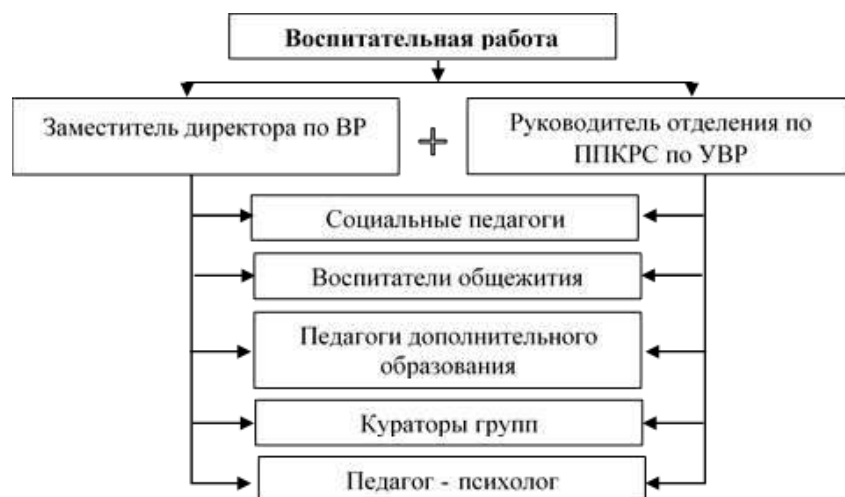 Воспитательная работа
Заместитель директора по ВР
Руководитель отделения по
ППКРС по УВР
Социальные педагоги
Воспитатели общежития
Педагоги дополнительного
образования
Кураторы групп
Педагог - психолог